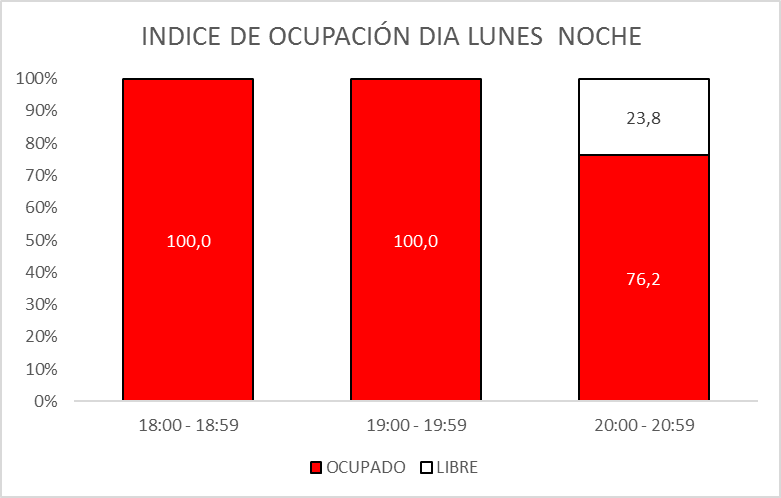 INDICE DE OCUPACIÓN DIA LUNES  NOCHE
100%
90%
80%
70%
60%
50%
40%
30%
20%
10%
0%
100,0
100,0
23,8
76,2
18:00 - 18:59
19:00 - 19:59
20:00 - 20:59
OCUPADO
LIBRE